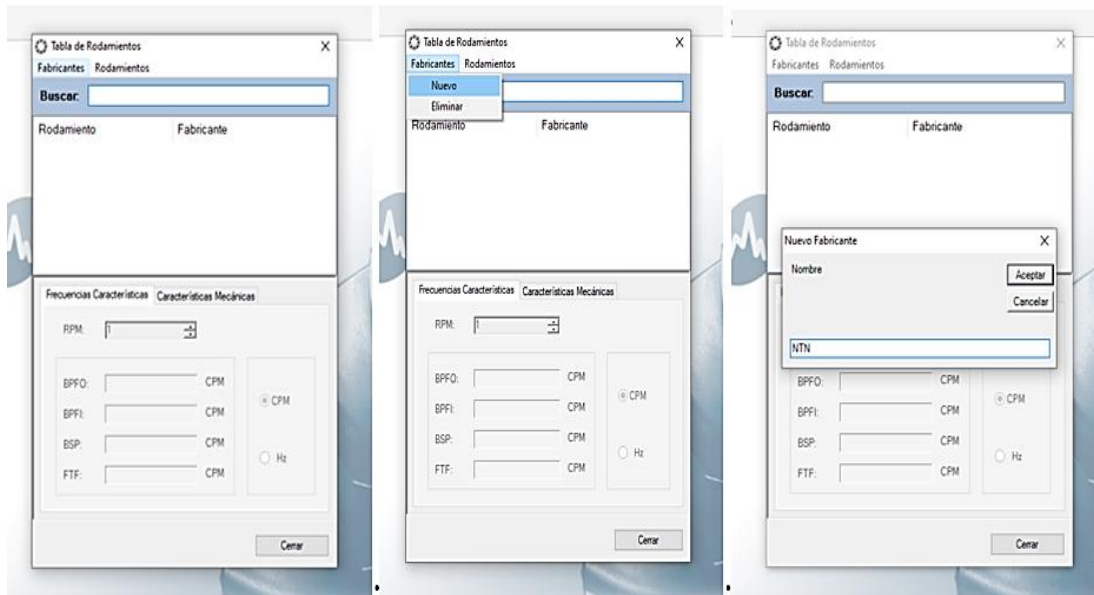 Tabla de Rodamientos
Fabricantes Rodamientos
Buscar:
Rodamiento Fabricante
Frecuencias Características Características Mecánicas
RPM: 1
BPFO: CPM
BPFI: CPM
BSP: CPM
FTF: CPM
CPM
Hz
Cerrar
Tabla de Rodamientos
Fabricantes Rodamientos
Nuevo
Eliminar
Rodamiento Fabricante
Frecuencias Características Características Mecánicas
RPM: 1
BPFO: CPM
BPFI: CPM
BSP: CPM
FTF: CPM
CPM
Hz
Cerrar
Tabla de Rodamientos
Fabricantes Rodamientos
Buscar:
Rodamiento Fabricante
Nuevo Fabricante
Nombre
Aceptar
Cancelar
NTN
BPFO: CPM
BPFI: CPM
BSP: CPM
FTF: CPM
CPM
Hz
Cerrar